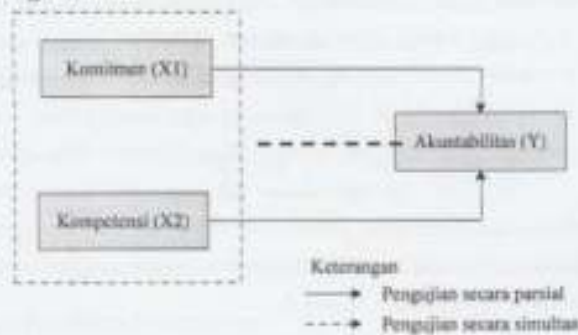 Komitmen (X1)
Akuntabilitas (Y)
Kompetensi (X2)
Keterangan
Pengujian secara parsial
Pengujian secara simultan